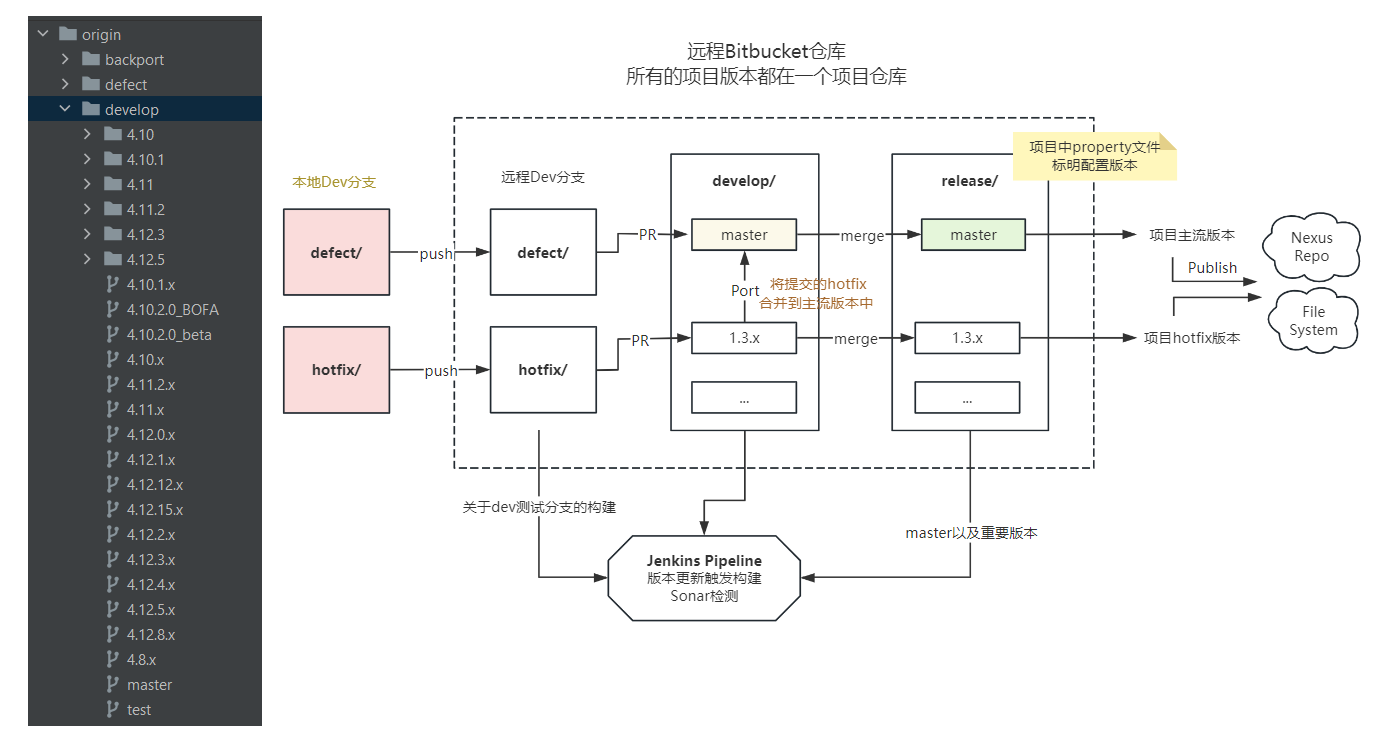 origin
backport
defect
develop
4.10
4.10.1
4.11
4.11.2
4.12.3
4.12.5
4.10.1.x
4.10.2.0_BOFA
4.10.2.0_beta
4.10.x
4.11.2.x
4.11.x
4.12.0.x
4.12.1.x
4.12.12.x
4.12.15.x
4.12.2.x
4.12.3.x
4.12.4.x
4.12.5.x
4.12.8.x
4.8.x
master
test
远程Bitbucket仓库
所有的项目版本都在一个项目仓库
项目中property文件
标明配置版本
本地Dev分支
远程Dev分支
develop/
release/
defect/
push
defect/
PR
master
merge
master
项目主流版本
Nexus
Repo
Publish
Port
将提交的hotfix
合并到主流版本中
File
System
hotfix/
push
hotfix/
PR
1.3.x
merge
1.3.x
项目hotfix版本
...
...
关于dev测试分支的构建
master以及重要版本
Jenkins Pipeline
版本更新触发构建
Sonar检测